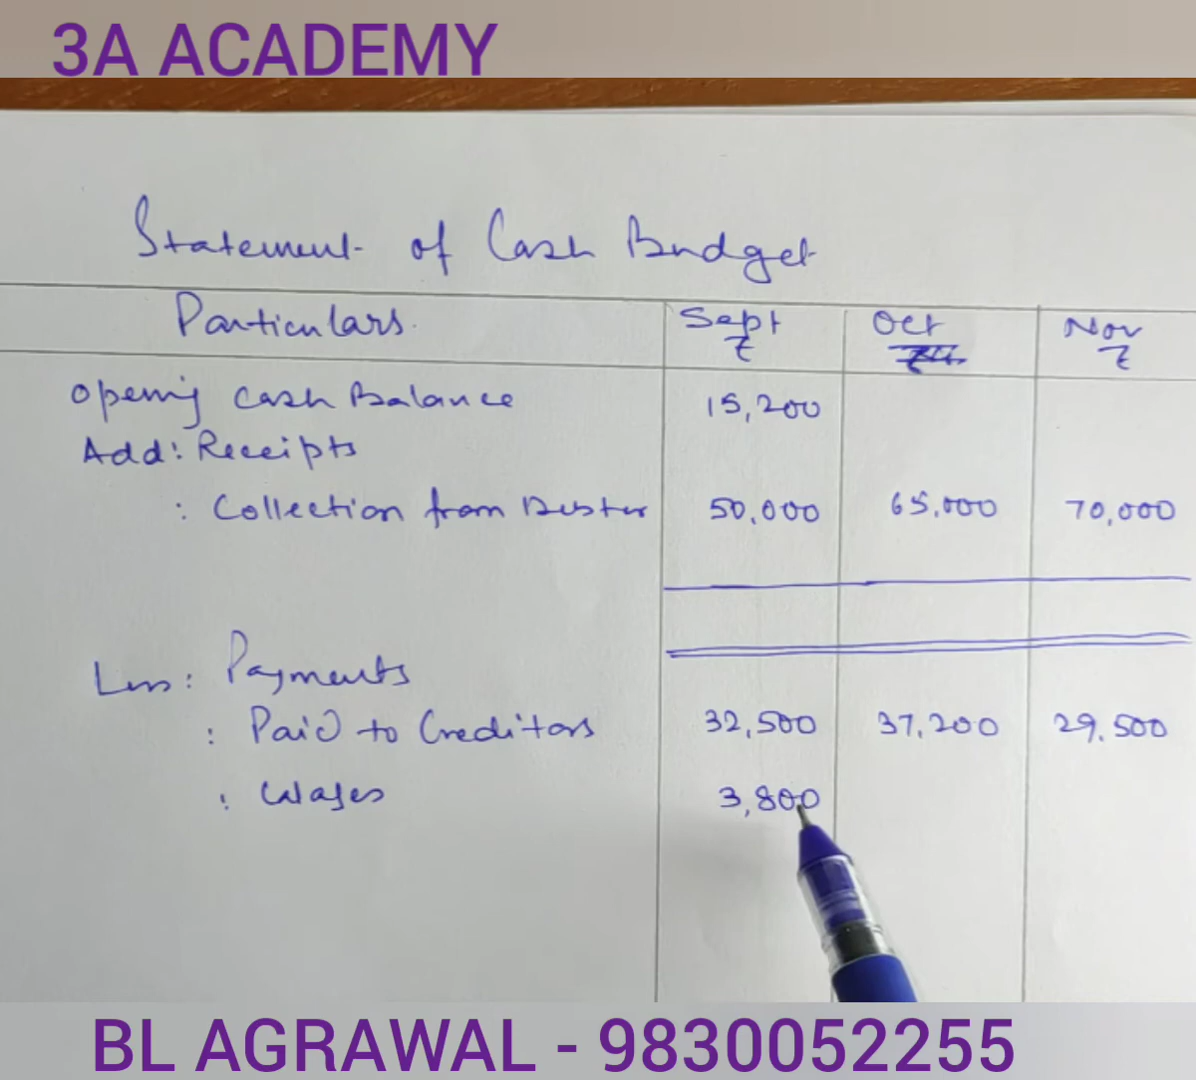 3A ACADEMY
Statement of Cash Budget
Particulars. Sept Oct Nov
₹ ₹
Opening Cash Balance 15,200
Add: Receipts
: Collection from 50,000 65,000 70,000
Less: Payments
: Paid to Creditors 32,500 37,200 29,500
: Wages 3,800
BL AGRAWAL - 9830052255